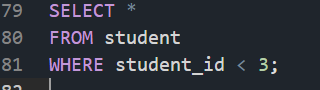 79 SELECT *
80 FROM student
81 WHERE student_id < 3;